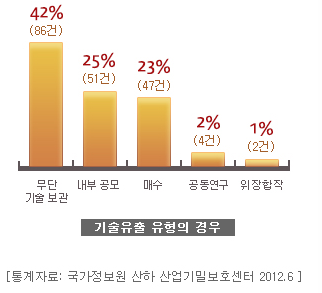 42%
(86건)
25%
(51건)
23%
(47건)
2%
(4건)
1%
(2건)
무단
기술 보관
내부 공모
매수
공동연구
위장합작
기술유출 유형의 경우
[통계자료: 국가정보원 산하 산업기밀보호센터 2012.6 ]